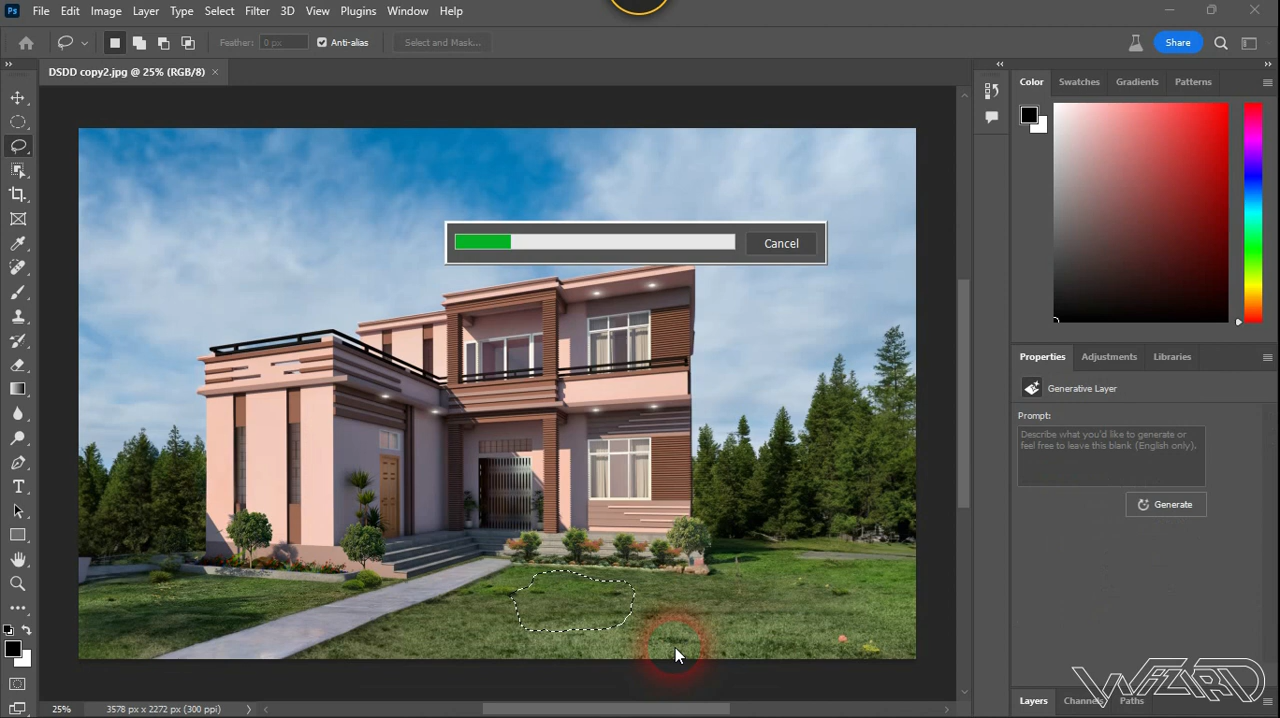 Ps File Edit Image Layer Type Select Filter 3D View Plugins Window Help
Feather: 0 px Anti-alias Select and Mask... Share
DSDD copy2.jpg @ 25% (RGB/8) ×
Color Swatches Gradients Patterns
Cancel
Properties Adjustments Libraries
Generative Layer
Prompt:
Describe what you'd like to generate or
feel free to leave this blank (English only).
Generate
WIZARD
Layers Channels Paths
25% 3578 px x 2272 px (300 ppi)